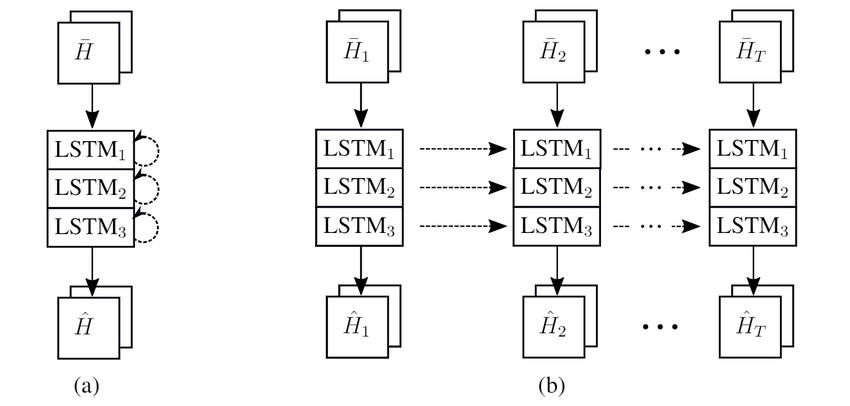 H̄ H̄₁ H̄₂ ... H̄_T
LSTM₁ LSTM₁ LSTM₁ ... LSTM₁
LSTM₂ LSTM₂ LSTM₂ ... LSTM₂
LSTM₃ LSTM₃ LSTM₃ ... LSTM₃
Ĥ Ĥ₁ Ĥ₂ ... Ĥ_T
(a) (b)